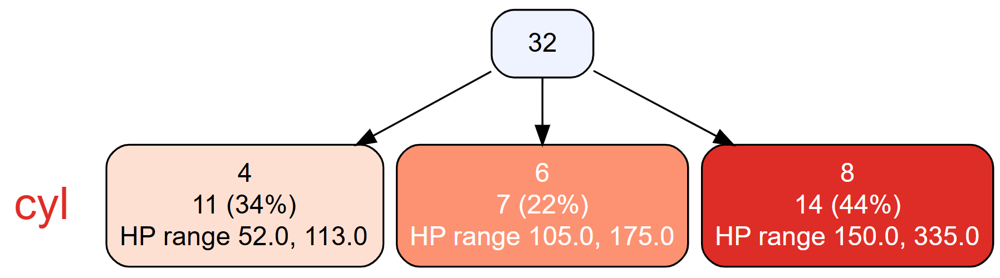 32
cyl
4
11 (34%)
HP range 52.0, 113.0
6
7 (22%)
HP range 105.0, 175.0
8
14 (44%)
HP range 150.0, 335.0